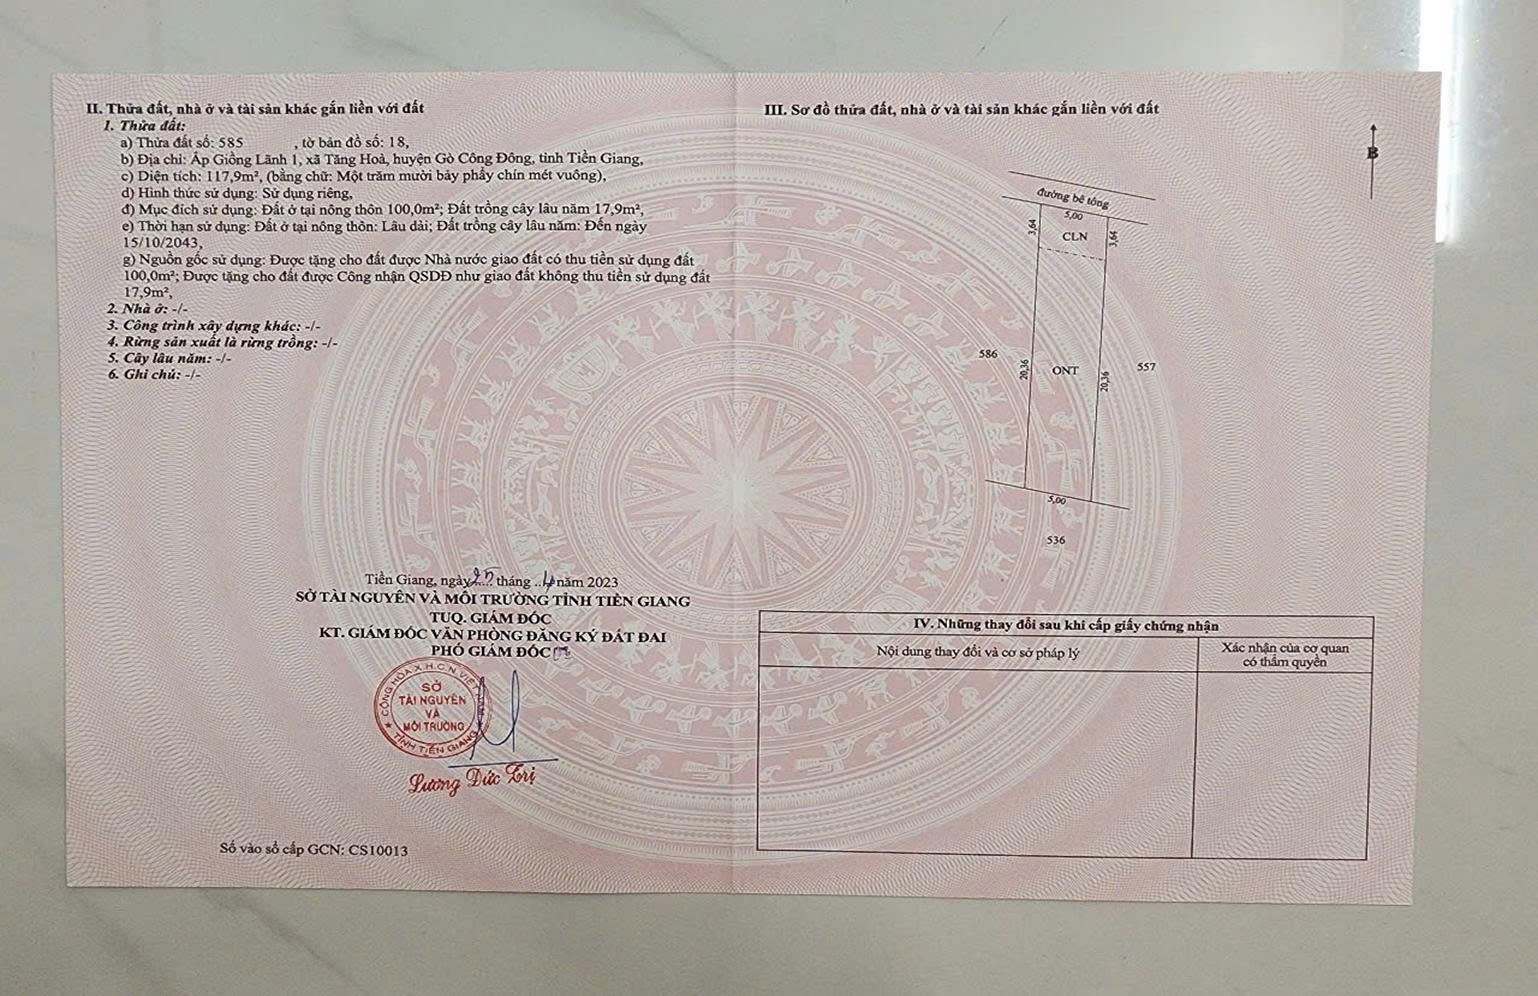 II. Thửa đất, nhà ở và tài sản khác gắn liền với đất
1. Thửa đất:
a) Thửa đất số: 585 , tờ bản đồ số: 18,
b) Địa chỉ: Ấp Giồng Lãnh 1, xã Tăng Hoà, huyện Gò Công Đông, tỉnh Tiền Giang,
c) Diện tích: 117,9m², (bằng chữ: Một trăm mười bảy phẩy chín mét vuông),
d) Hình thức sử dụng: Sử dụng riêng,
đ) Mục đích sử dụng: Đất ở tại nông thôn 100,0m²; Đất trồng cây lâu năm 17,9m²,
e) Thời hạn sử dụng: Đất ở tại nông thôn: Lâu dài; Đất trồng cây lâu năm: Đến ngày
15/10/2043,
g) Nguồn gốc sử dụng: Được tặng cho đất được Nhà nước giao đất có thu tiền sử dụng đất
100,0m²; Được tặng cho đất được Công nhận QSDĐ như giao đất không thu tiền sử dụng đất
17,9m²,
2. Nhà ở: -/-
3. Công trình xây dựng khác: -/-
4. Rừng sản xuất là rừng trồng: -/-
5. Cây lâu năm: -/-
6. Ghi chú: -/-
Tiền Giang, ngày 25 tháng 4 năm 2023
SỞ TÀI NGUYÊN VÀ MÔI TRƯỜNG TỈNH TIỀN GIANG
TUQ. GIÁM ĐỐC
KT. GIÁM ĐỐC VĂN PHÒNG ĐĂNG KÝ ĐẤT ĐAI
PHÓ GIÁM ĐỐC
CỘNG HÒA X.H.C.N VIỆT NAM
SỞ
TÀI NGUYÊN
VÀ
MÔI TRƯỜNG
TỈNH TIỀN GIANG
Lương Đức Trị
Số vào sổ cấp GCN: CS10013
III. Sơ đồ thửa đất, nhà ở và tài sản khác gắn liền với đất
B
đường bê tông
5,00
3,64
CLN
3,64
586
20,36
ONT
20,36
557
5,00
536
IV. Những thay đổi sau khi cấp giấy chứng nhận
Nội dung thay đổi và cơ sở pháp lý
Xác nhận của cơ quan
có thẩm quyền